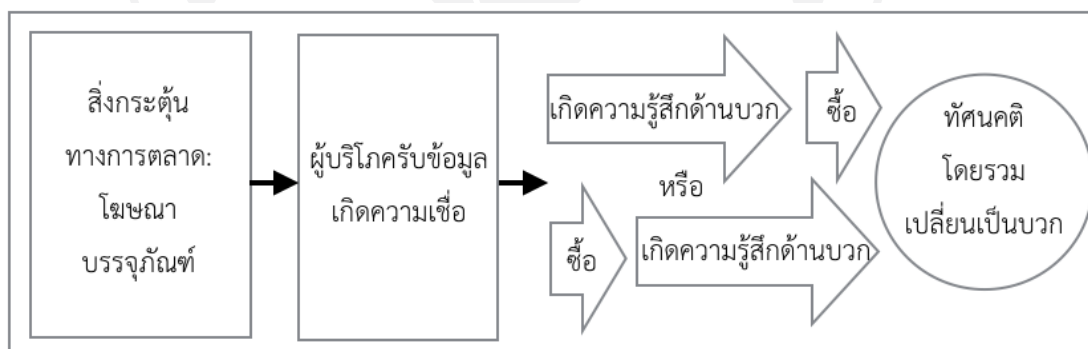 สิ่งกระตุ้น
ทางการตลาด:
โฆษณา
บรรจุภัณฑ์
ผู้บริโภครับข้อมูล
เกิดความเชื่อ
เกิดความรู้สึกด้านบวก
ซื้อ
หรือ
ซื้อ
เกิดความรู้สึกด้านบวก
ทัศนคติ
โดยรวม
เปลี่ยนเป็นบวก